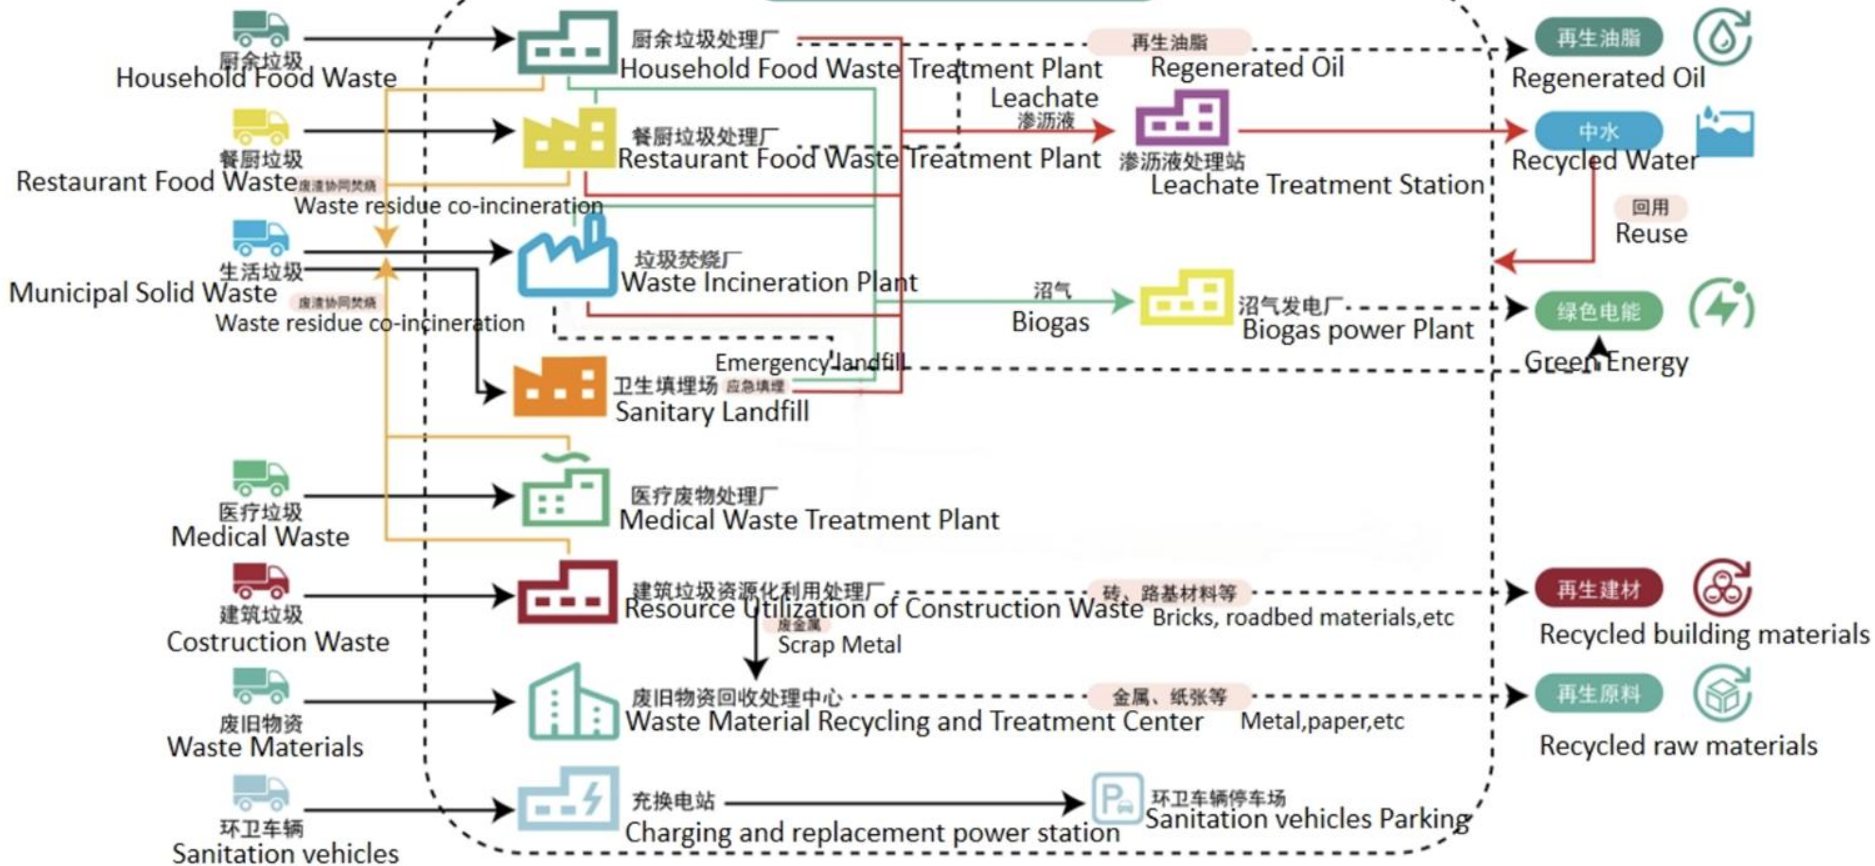 厨余垃圾
Household Food Waste
厨余垃圾处理厂
Household Food Waste Treatment Plant
再生油脂
Regenerated Oil
再生油脂
Regenerated Oil
餐厨垃圾
Restaurant Food Waste
废渣协同焚烧
Waste residue co-incineration
餐厨垃圾处理厂
Restaurant Food Waste Treatment Plant
Leachate
渗沥液
渗沥液处理站
Leachate Treatment Station
中水
Recycled Water
回用
Reuse
生活垃圾
Municipal Solid Waste
废渣协同焚烧
Waste residue co-incineration
垃圾焚烧厂
Waste Incineration Plant
沼气
Biogas
沼气发电厂
Biogas power Plant
绿色电能
Green Energy
Emergency landfill
卫生填埋场
应急填埋
Sanitary Landfill
医疗垃圾
Medical Waste
医疗废物处理厂
Medical Waste Treatment Plant
建筑垃圾
Costruction Waste
建筑垃圾资源化利用处理厂
Resource Utilization of Construction Waste
砖、路基材料等
Bricks, roadbed materials,etc
再生建材
Recycled building materials
废金属
Scrap Metal
废旧物资
Waste Materials
废旧物资回收处理中心
Waste Material Recycling and Treatment Center
金属、纸张等
Metal,paper,etc
再生原料
Recycled raw materials
环卫车辆
Sanitation vehicles
充换电站
Charging and replacement power station
P
环卫车辆停车场
Sanitation vehicles Parking